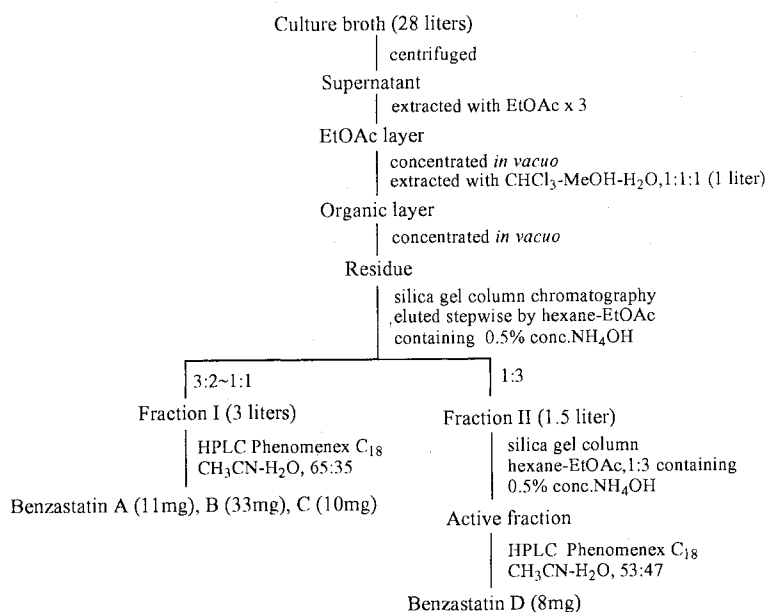 Culture broth (28 liters)
centrifuged
Supernatant
extracted with EtOAc x 3
EtOAc layer
concentrated in vacuo
extracted with CHCl₃-MeOH-H₂O,1:1:1 (1 liter)
Organic layer
concentrated in vacuo
Residue
silica gel column chromatography
eluted stepwise by hexane-EtOAc
containing 0.5% conc.NH₄OH
3:2~1:1
Fraction I (3 liters)
HPLC Phenomenex C₁₈
CH₃CN-H₂O, 65:35
Benzastatin A (11mg), B (33mg), C (10mg)
1:3
Fraction II (1.5 liter)
silica gel column
hexane-EtOAc,1:3 containing
0.5% conc.NH₄OH
Active fraction
HPLC Phenomenex C₁₈
CH₃CN-H₂O, 53:47
Benzastatin D (8mg)